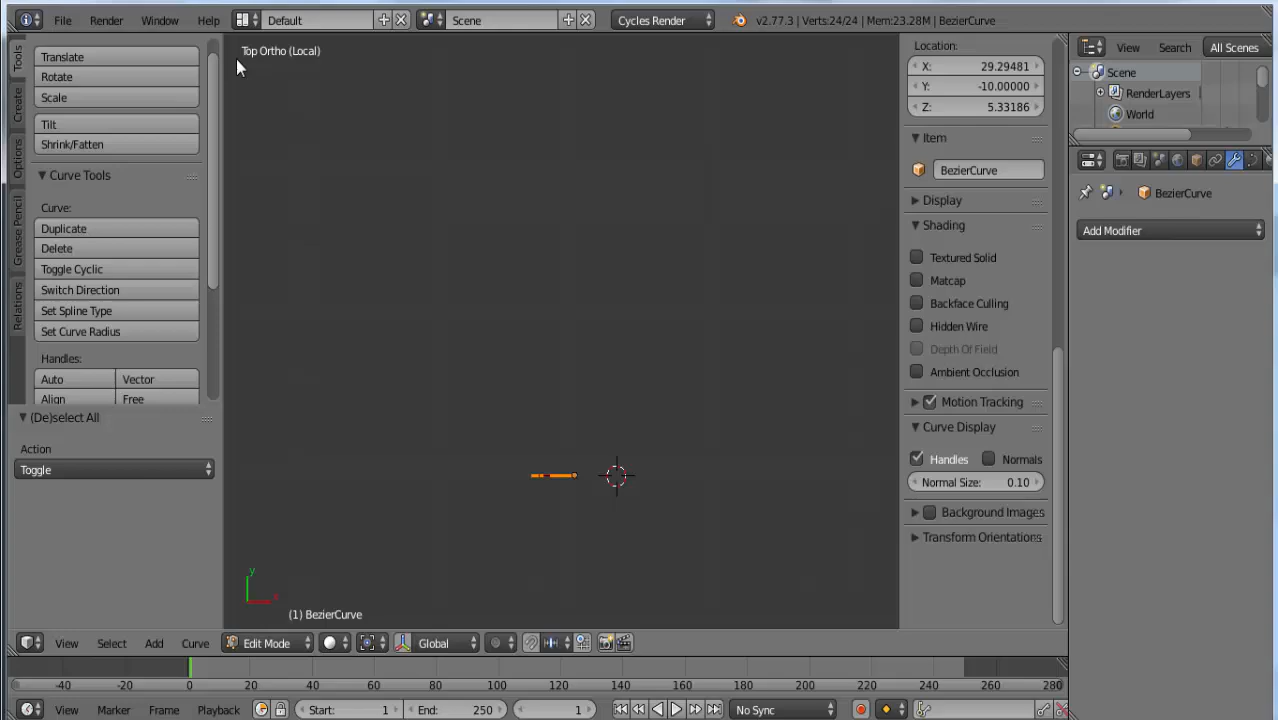 File Render Window Help Default Scene Cycles Render v2.77.3 | Verts:24/24 | Mem:23.28M | BezierCurve
Tools
Create
Options
Grease Pencil
Relations
Translate
Rotate
Scale
Tilt
Shrink/Fatten
Curve Tools
Curve:
Duplicate
Delete
Toggle Cyclic
Switch Direction
Set Spline Type
Set Curve Radius
Handles:
Auto Vector
Align Free
(De)select All
Action
Toggle
Top Ortho (Local)
y
x
(1) BezierCurve
Location:
X: 29.29481
Y: -10.00000
Z: 5.33186
Item
BezierCurve
Display
Shading
Textured Solid
Matcap
Backface Culling
Hidden Wire
Depth Of Field
Ambient Occlusion
Motion Tracking
Curve Display
Handles Normals
Normal Size: 0.10
Background Images
Transform Orientations
View Search All Scenes
Scene
RenderLayers
World
BezierCurve
Add Modifier
View Select Add Curve Edit Mode Global
-40 -20 0 20 40 60 80 100 120 140 160 180 200 220 240 260 280
View Marker Frame Playback Start: 1 End: 250 1 No Sync